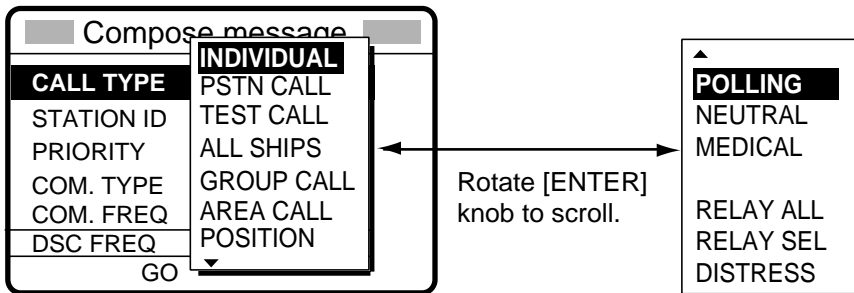 Compose message
CALL TYPE
STATION ID
PRIORITY
COM. TYPE
COM. FREQ
DSC FREQ
GO
INDIVIDUAL
PSTN CALL
TEST CALL
ALL SHIPS
GROUP CALL
AREA CALL
POSITION
Rotate [ENTER]
knob to scroll.
POLLING
NEUTRAL
MEDICAL
RELAY ALL
RELAY SEL
DISTRESS